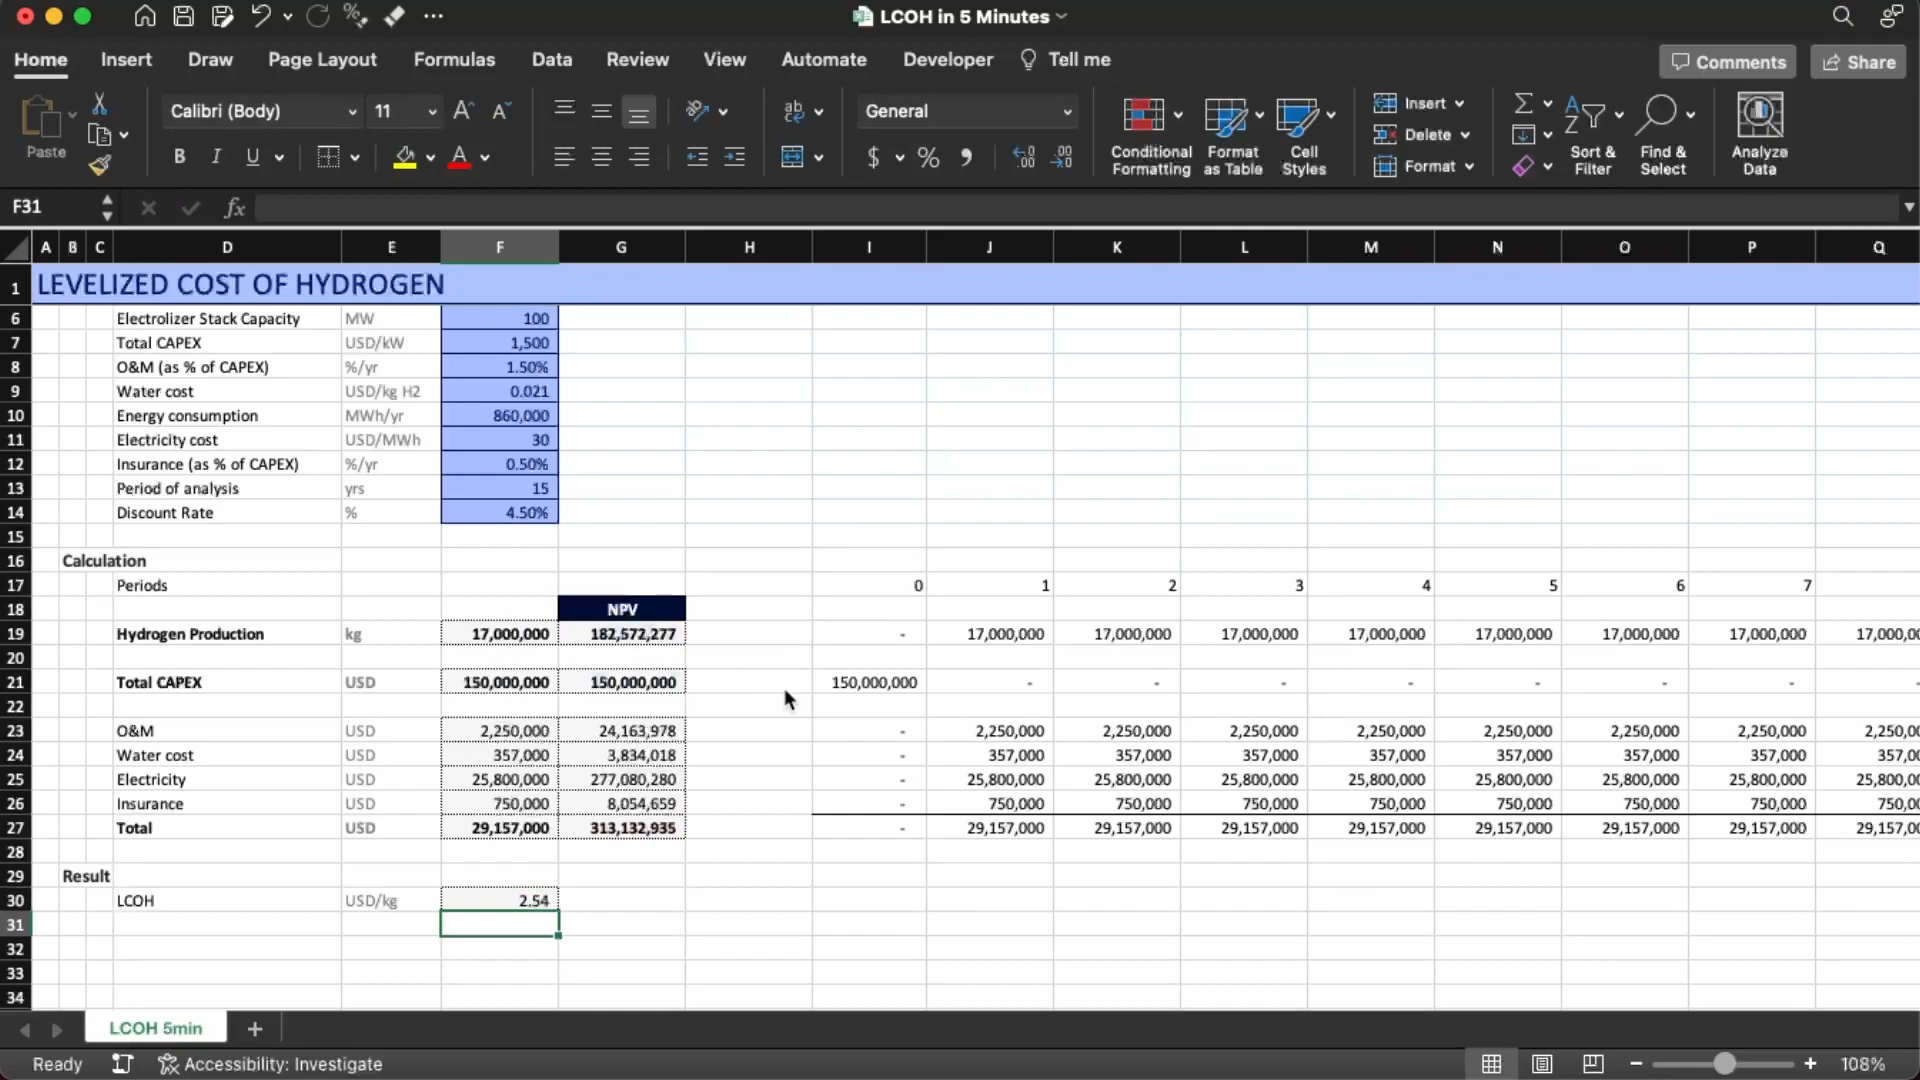 LCOH in 5 Minutes
Home Insert Draw Page Layout Formulas Data Review View Automate Developer Tell me Comments Share
Paste
Calibri (Body) 11
General
Conditional Formatting
Format as Table
Cell Styles
Insert
Delete
Format
Sort & Filter
Find & Select
Analyze Data
F31 fx
A B C D E F G H I J K L M N O P Q
1 LEVELIZED COST OF HYDROGEN
6 Electrolizer Stack Capacity MW 100
7 Total CAPEX USD/kW 1,500
8 O&M (as % of CAPEX) %/yr 1.50%
9 Water cost USD/kg H2 0.021
10 Energy consumption MWh/yr 860,000
11 Electricity cost USD/MWh 30
12 Insurance (as % of CAPEX) %/yr 0.50%
13 Period of analysis yrs 15
14 Discount Rate % 4.50%
15
16 Calculation
17 Periods 0 1 2 3 4 5 6 7
18 NPV
19 Hydrogen Production kg 17,000,000 182,572,277 - 17,000,000 17,000,000 17,000,000 17,000,000 17,000,000 17,000,000 17,000,000 17,000,00
20
21 Total CAPEX USD 150,000,000 150,000,000 150,000,000 - - - - - - - -
22
23 O&M USD 2,250,000 24,163,978 - 2,250,000 2,250,000 2,250,000 2,250,000 2,250,000 2,250,000 2,250,000 2,250,0
24 Water cost USD 357,000 3,834,018 - 357,000 357,000 357,000 357,000 357,000 357,000 357,000 357,0
25 Electricity USD 25,800,000 277,080,280 - 25,800,000 25,800,000 25,800,000 25,800,000 25,800,000 25,800,000 25,800,000 25,800,0
26 Insurance USD 750,000 8,054,659 - 750,000 750,000 750,000 750,000 750,000 750,000 750,000 750,0
27 Total USD 29,157,000 313,132,935 - 29,157,000 29,157,000 29,157,000 29,157,000 29,157,000 29,157,000 29,157,000 29,157,0
28
29 Result
30 LCOH USD/kg 2.54
31
32
33
34
LCOH 5min
Ready Accessibility: Investigate 108%